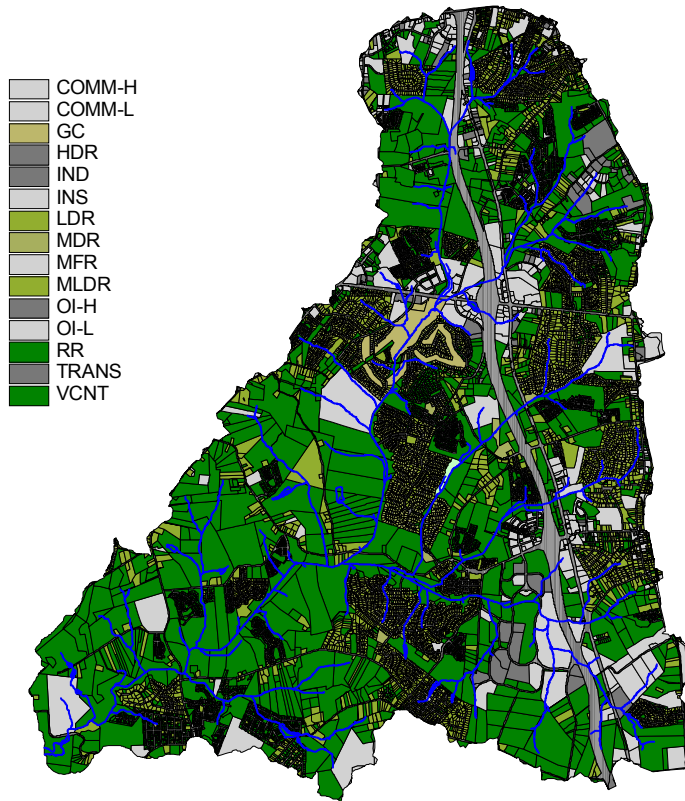 COMM-H
COMM-L
GC
HDR
IND
INS
LDR
MDR
MFR
MLDR
OI-H
OI-L
RR
TRANS
VCNT